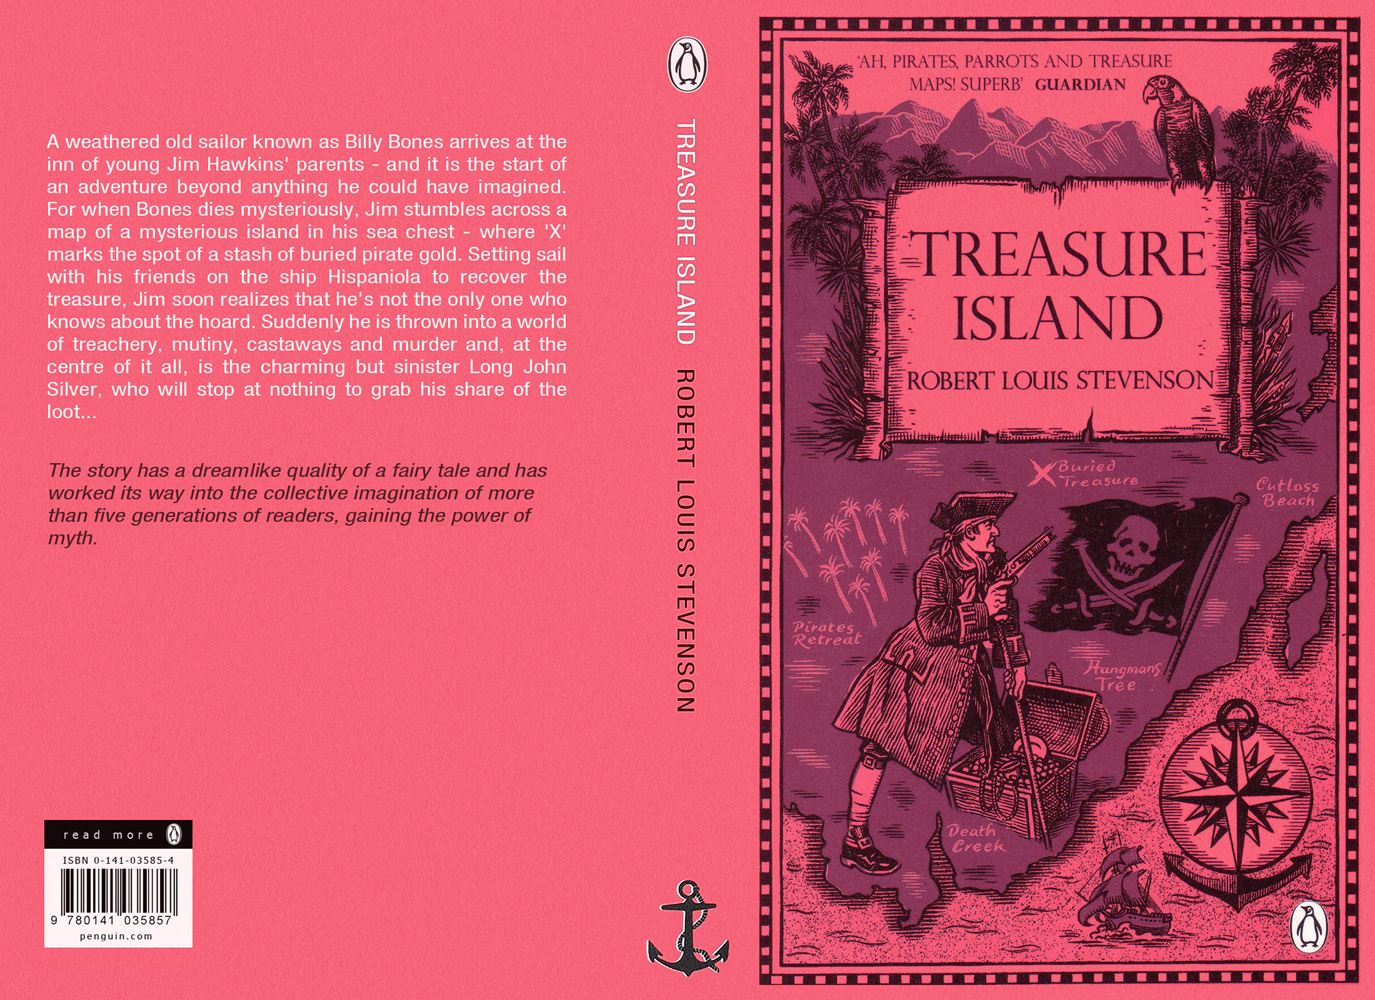 A weathered old sailor known as Billy Bones arrives at the
inn of young Jim Hawkins' parents - and it is the start of
an adventure beyond anything he could have imagined.
For when Bones dies mysteriously, Jim stumbles across a
map of a mysterious island in his sea chest - where 'X'
marks the spot of a stash of buried pirate gold. Setting sail
with his friends on the ship Hispaniola to recover the
treasure, Jim soon realizes that he's not the only one who
knows about the hoard. Suddenly he is thrown into a world
of treachery, mutiny, castaways and murder and, at the
centre of it all, is the charming but sinister Long John
Silver, who will stop at nothing to grab his share of the
loot...
The story has a dreamlike quality of a fairy tale and has
worked its way into the collective imagination of more
than five generations of readers, gaining the power of
myth.
read more
ISBN 0-141-03585-4
9 780141 035857
penguin.com
TREASURE ISLAND ROBERT LOUIS STEVENSON
'AH, PIRATES, PARROTS AND TREASURE
MAPS! SUPERB' GUARDIAN
TREASURE
ISLAND
ROBERT LOUIS STEVENSON
X Buried
Treasure
Cutlass
Beach
Pirates
Retreat
Hangmans
Tree
Death
Creek